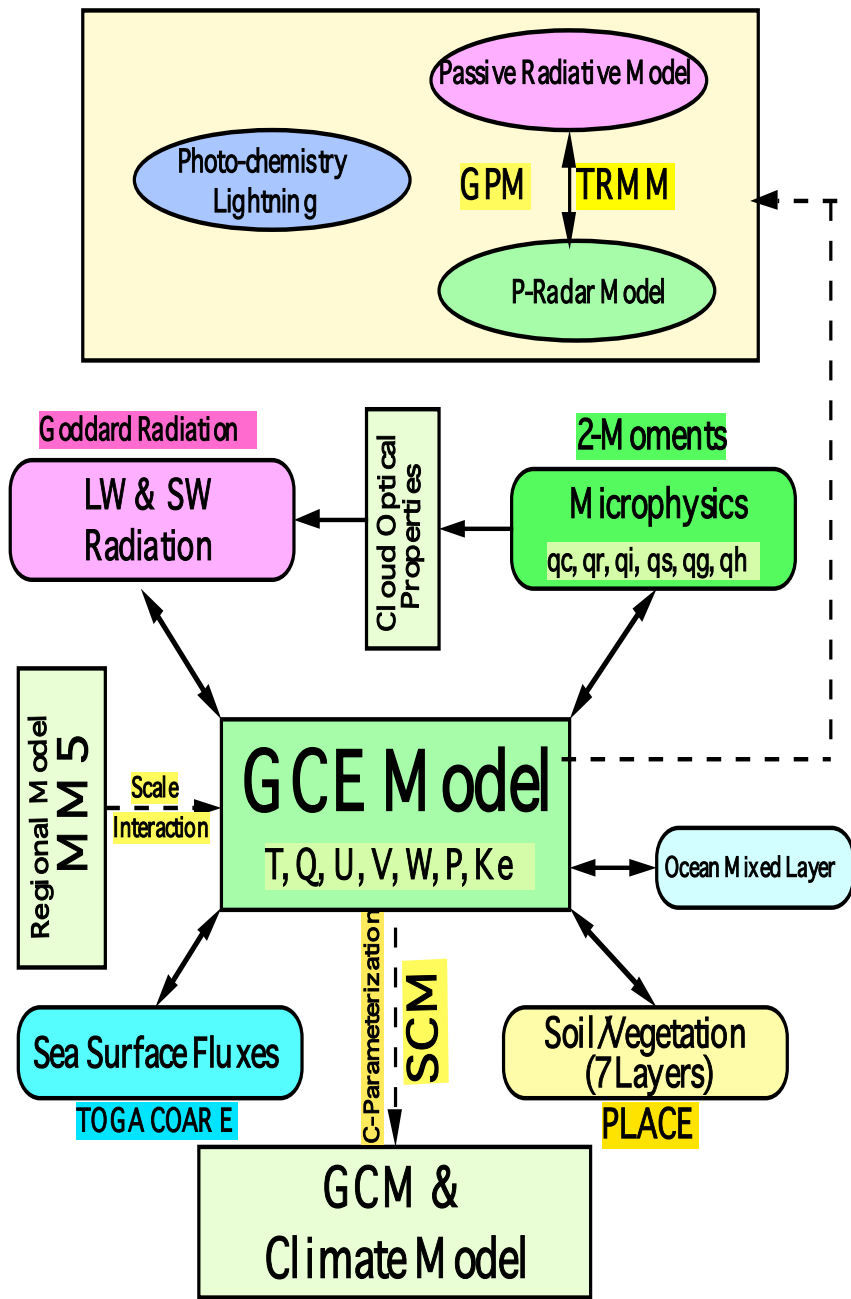 Passive Radiative Model
Photo-chemistry
Lightning
GPM
TRMM
P-Radar Model
Goddard Radiation
LW & SW
Radiation
Cloud Optical
Properties
2-Moments
Microphysics
qc, qr, qi, qs, qg, qh
Regional Model
MM5
Scale
Interaction
GCE Model
T, Q, U, V, W, P, Ke
Ocean Mixed Layer
C-Parameterization
SCM
Sea Surface Fluxes
TOGA COARE
Soil/Vegetation
(7Layers)
PLACE
GCM &
Climate Model